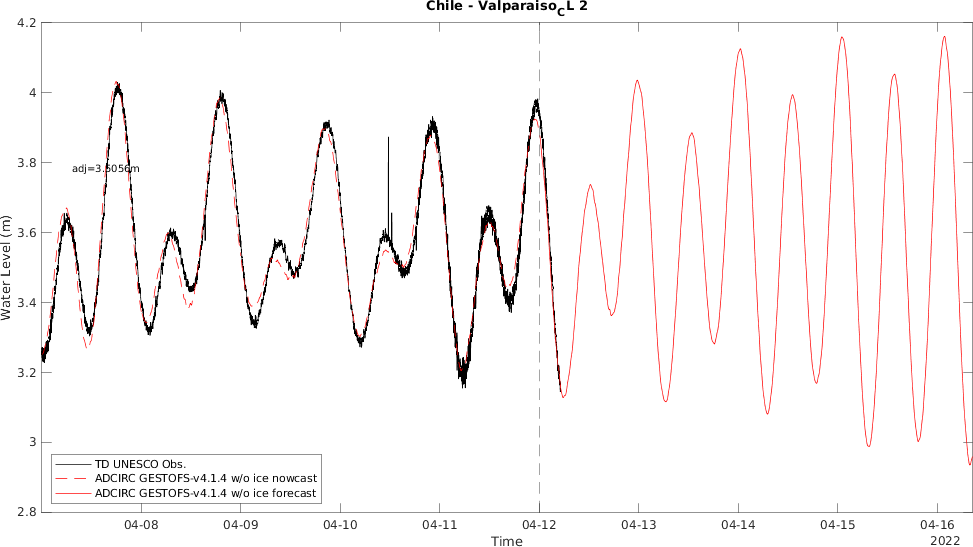 Chile - Valparaiso_CL 2
4.2
4
3.8
3.6
3.4
3.2
3
2.8
Water Level (m)
adj=3.5056m
TD UNESCO Obs.
ADCIRC GESTOFS-v4.1.4 w/o ice nowcast
ADCIRC GESTOFS-v4.1.4 w/o ice forecast
04-08 04-09 04-10 04-11 04-12 04-13 04-14 04-15 04-16
Time 2022